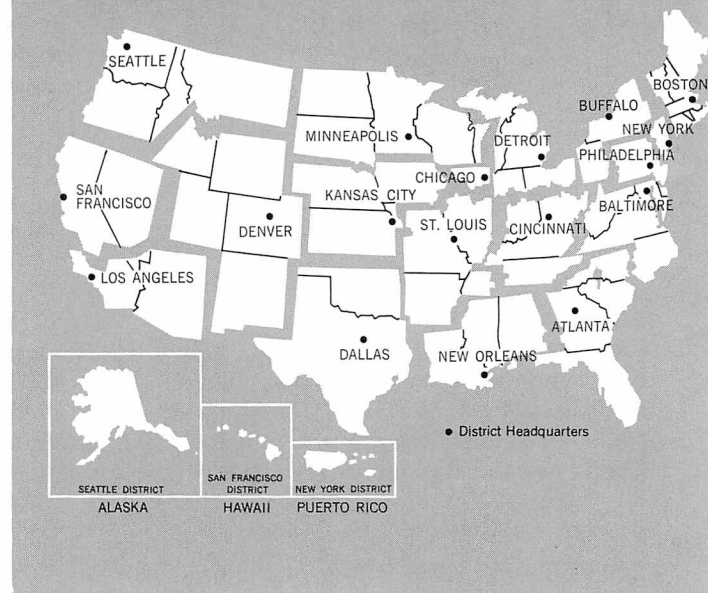 SEATTLE
BOSTON
BUFFALO
NEW YORK
MINNEAPOLIS
DETROIT
PHILADELPHIA
CHICAGO
SAN
FRANCISCO
KANSAS CITY
BALTIMORE
DENVER
ST. LOUIS
CINCINNATI
LOS ANGELES
ATLANTA
DALLAS
NEW ORLEANS
District Headquarters
SEATTLE DISTRICT
ALASKA
SAN FRANCISCO
DISTRICT
HAWAII
NEW YORK DISTRICT
PUERTO RICO